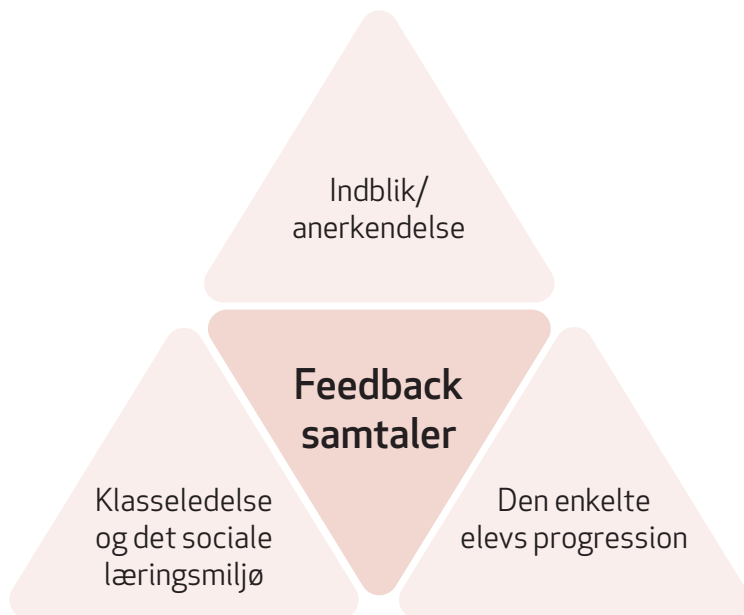 Indblik/
anerkendelse
Feedback
samtaler
Klasseledelse
og det sociale
læringsmiljø
Den enkelte
elevs progression